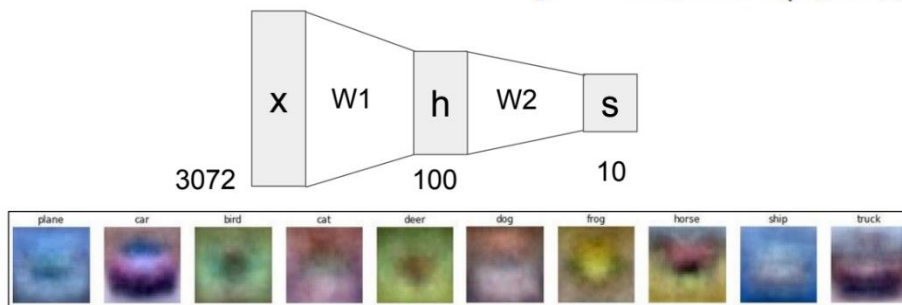 x W1 h W2 s
3072 100 10
plane car bird cat deer dog frog horse ship truck